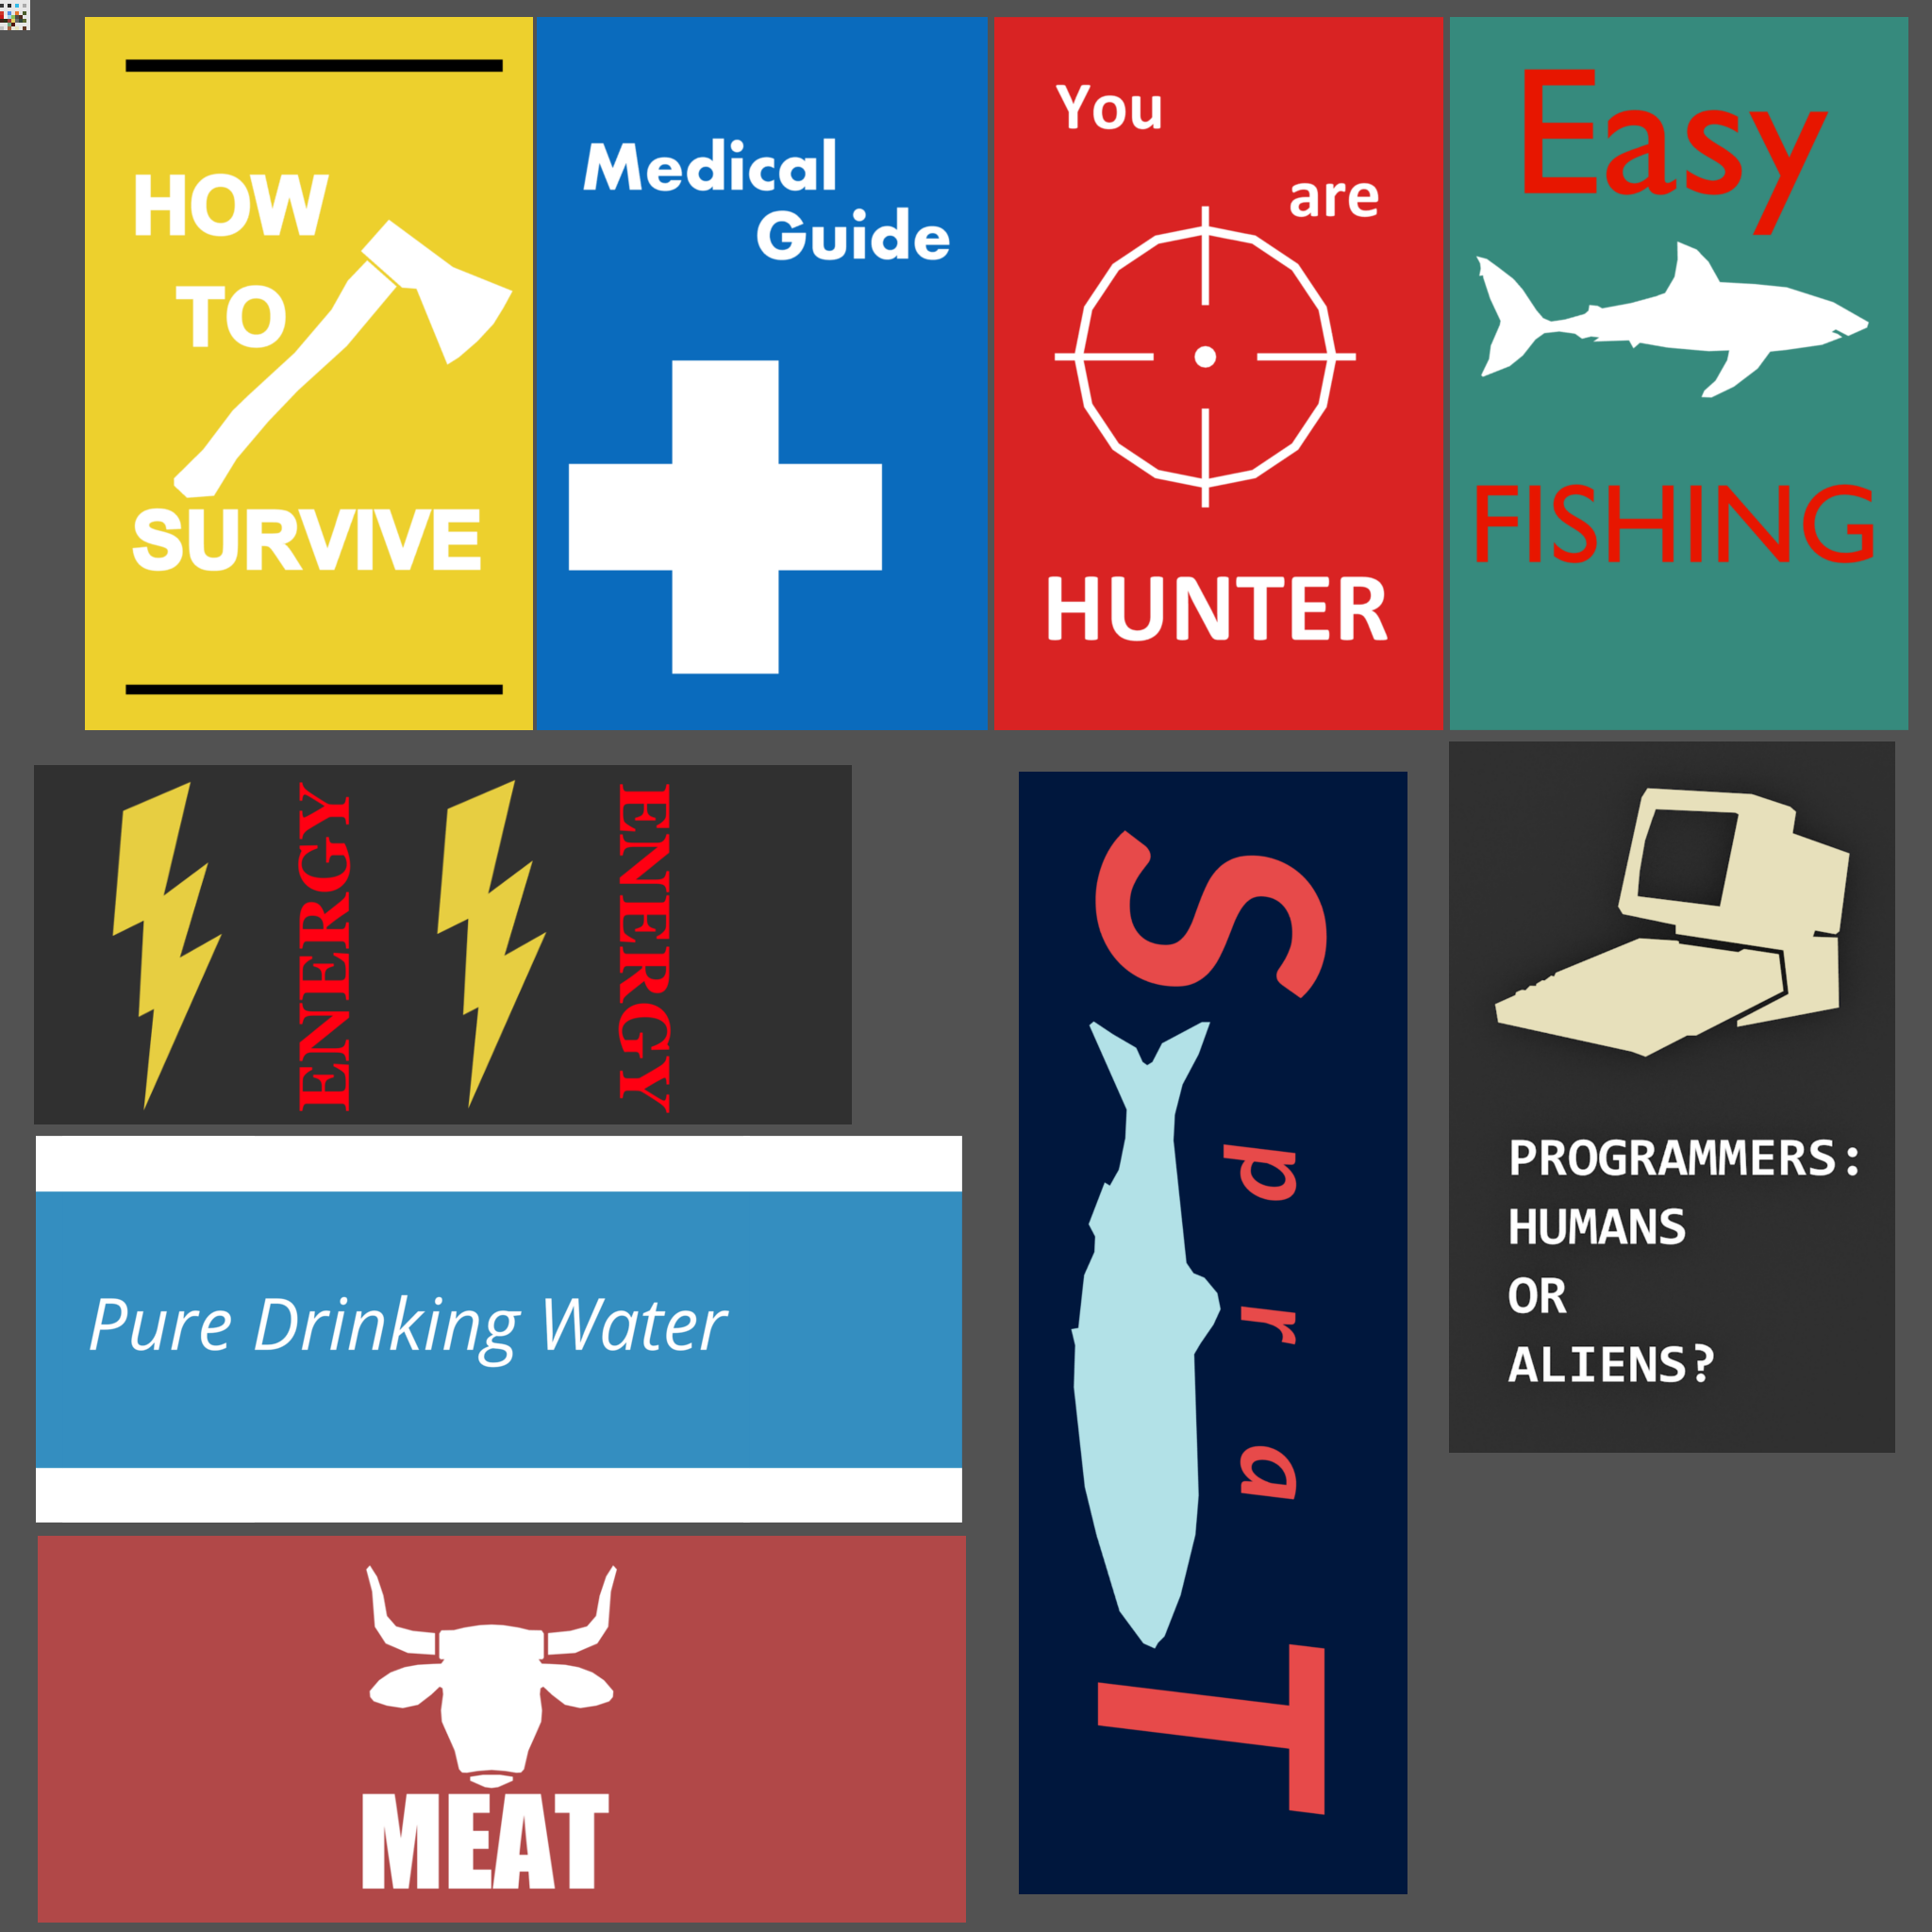 HOW
TO
SURVIVE
Medical
Guide
You
are
HUNTER
Easy
FISHING
ENERGY
ENERGY
Pure Drinking Water
MEAT
SpraT
PROGRAMMERS:
HUMANS
OR
ALIENS?